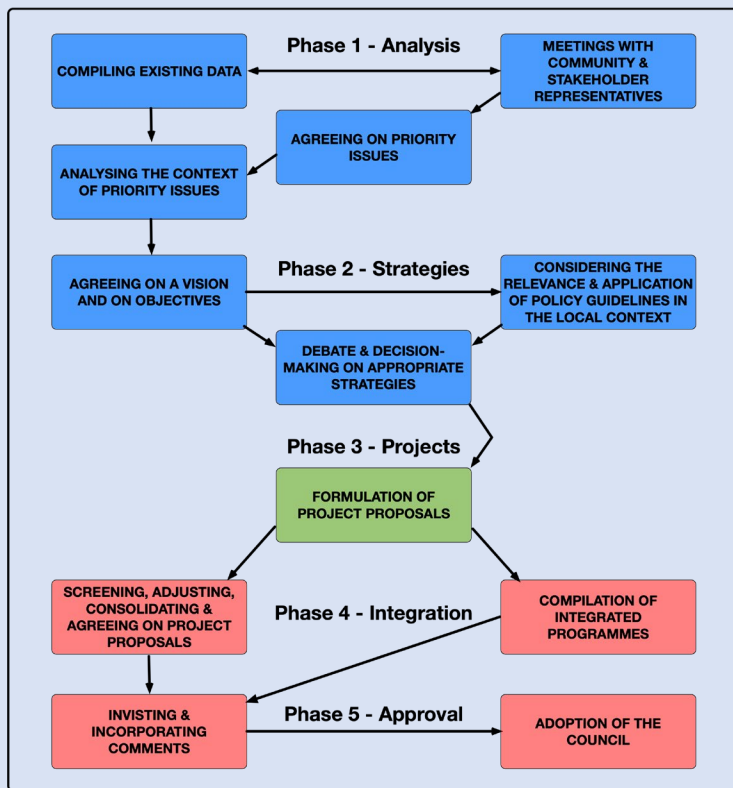 Phase 1 - Analysis
COMPILING EXISTING DATA
MEETINGS WITH
COMMUNITY &
STAKEHOLDER
REPRESENTATIVES
AGREEING ON PRIORITY
ISSUES
ANALYSING THE CONTEXT
OF PRIORITY ISSUES
Phase 2 - Strategies
AGREEING ON A VISION
AND ON OBJECTIVES
CONSIDERING THE
RELEVANCE & APPLICATION
OF POLICY GUIDELINES IN
THE LOCAL CONTEXT
DEBATE & DECISION-
MAKING ON APPROPRIATE
STRATEGIES
Phase 3 - Projects
FORMULATION OF
PROJECT PROPOSALS
SCREENING, ADJUSTING,
CONSOLIDATING &
AGREEING ON PROJECT
PROPOSALS
Phase 4 - Integration
COMPILATION OF
INTEGRATED
PROGRAMMES
Phase 5 - Approval
INVISTING &
INCORPORATING
COMMENTS
ADOPTION OF THE
COUNCIL